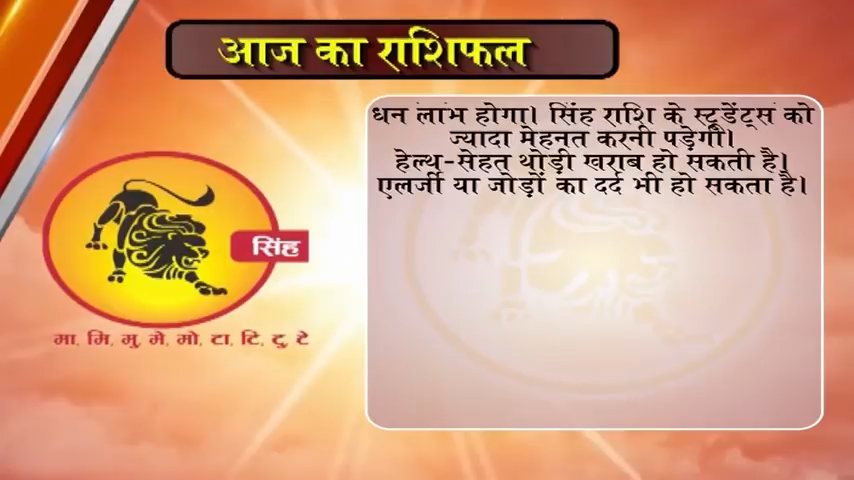 आज का राशिफल
धन लाभ होगा। सिंह राशि के स्टूडेंट्स को
ज्यादा मेहनत करनी पड़ेगी।
हेल्थ-सेहत थोड़ी खराब हो सकती है।
एलर्जी या जोड़ों का दर्द भी हो सकता है।
सिंह
मा, मि, मु, मे, मो, टा, टि, टु, टे